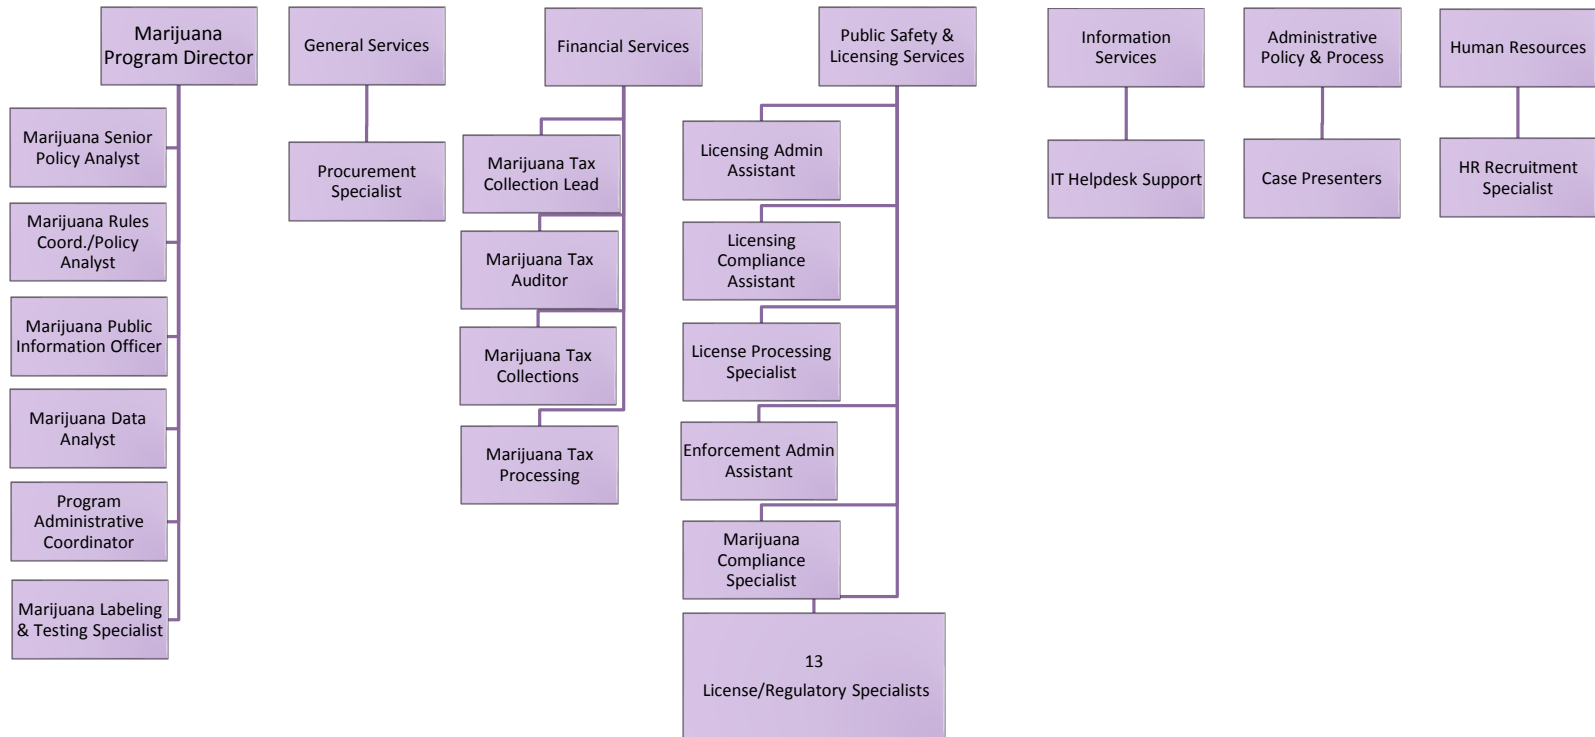 Marijuana
Program Director
General Services
Financial Services
Public Safety &
Licensing Services
Information
Services
Administrative
Policy & Process
Human Resources
Marijuana Senior
Policy Analyst
Marijuana Rules
Coord./Policy
Analyst
Marijuana Public
Information Officer
Marijuana Data
Analyst
Program
Administrative
Coordinator
Marijuana Labeling
& Testing Specialist
Procurement
Specialist
Marijuana Tax
Collection Lead
Marijuana Tax
Auditor
Marijuana Tax
Collections
Marijuana Tax
Processing
Licensing Admin
Assistant
Licensing
Compliance
Assistant
License Processing
Specialist
Enforcement Admin
Assistant
Marijuana
Compliance
Specialist
13
License/Regulatory Specialists
IT Helpdesk Support
Case Presenters
HR Recruitment
Specialist